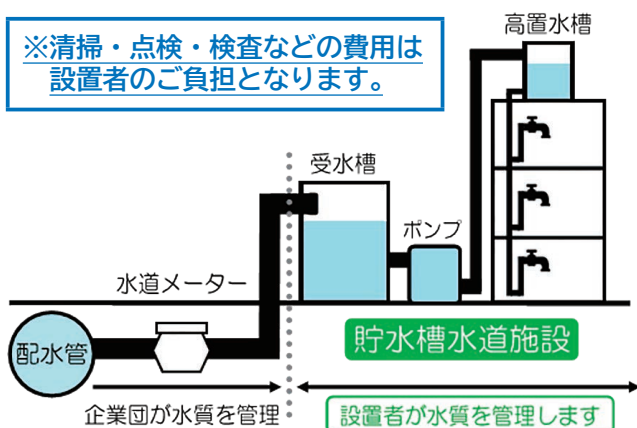 ※清掃・点検・検査などの費用は
設置者のご負担となります。
高置水槽
受水槽
ポンプ
水道メーター
配水管
貯水槽水道施設
企業団が水質を管理
設置者が水質を管理します